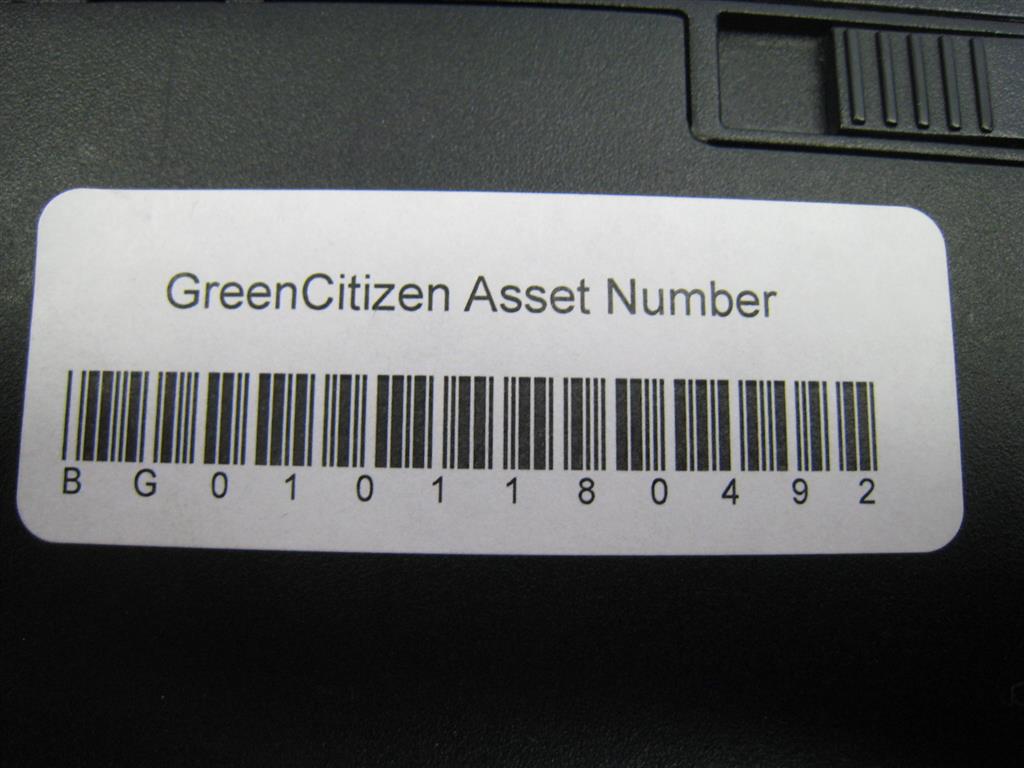 GreenCitizen Asset Number
B G 0 1 0 1 1 8 0 4 9 2